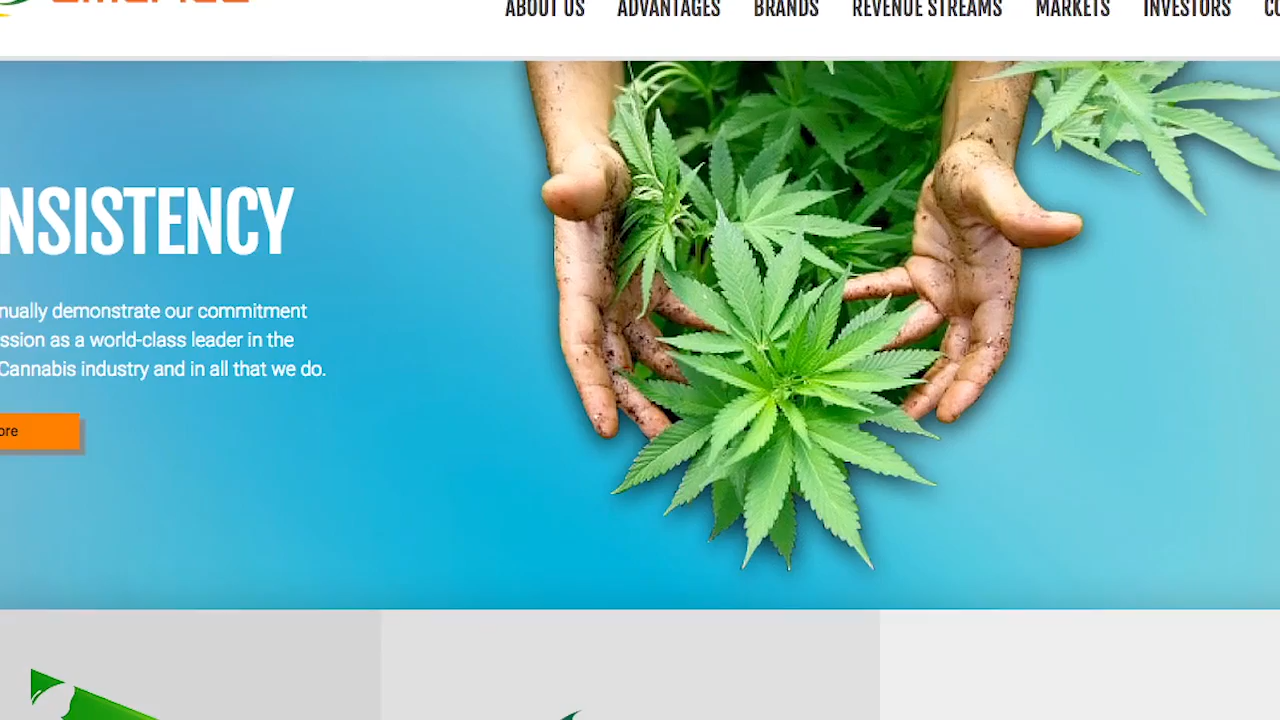 ABOUT US ADVANTAGES BRANDS REVENUE STREAMS MARKETS INVESTORS
NSISTENCY
nually demonstrate our commitment
ssion as a world-class leader in the
Cannabis industry and in all that we do.
ore